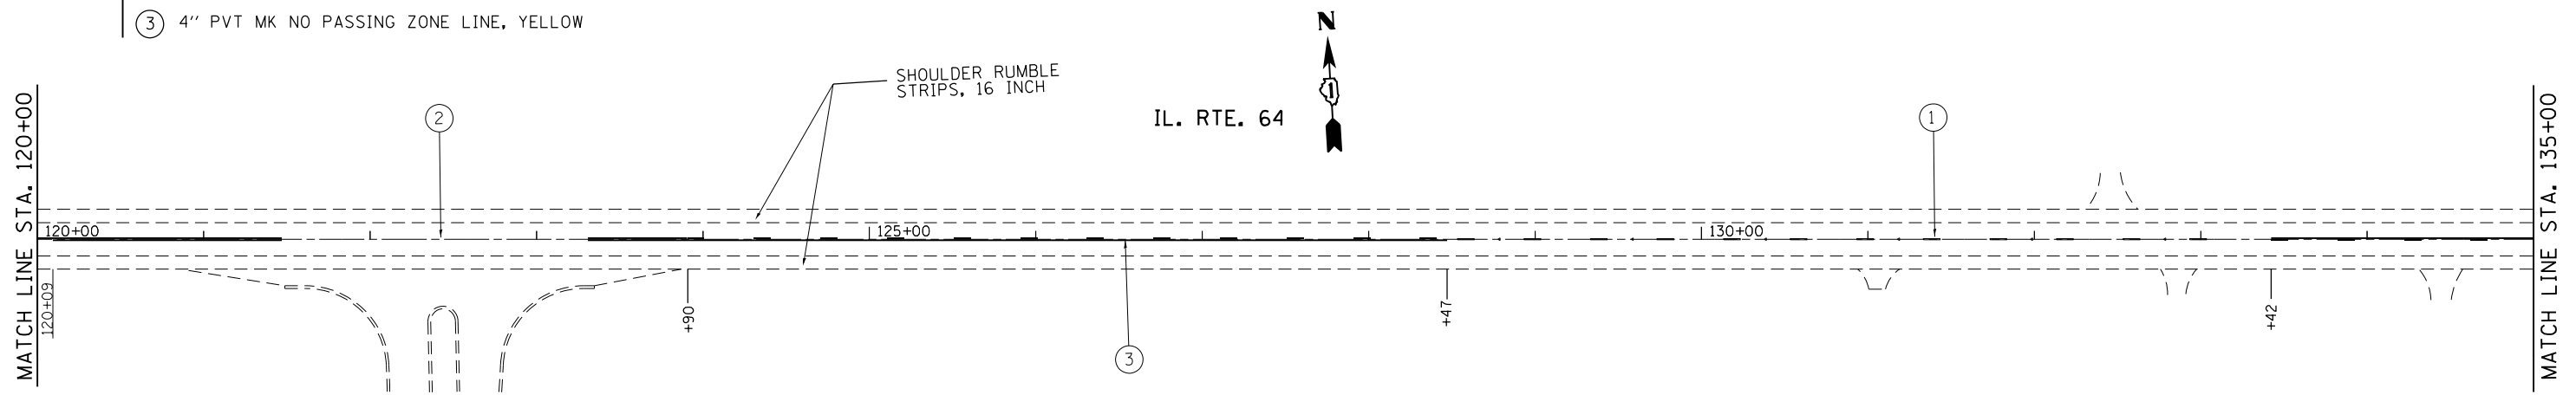 3 4" PVT MK NO PASSING ZONE LINE, YELLOW
N
1
SHOULDER RUMBLE
STRIPS, 16 INCH
IL. RTE. 64
2
1
MATCH LINE STA. 120+00
120+00
125+00
130+00
MATCH LINE STA. 135+00
120+09
+90
+47
+42
3